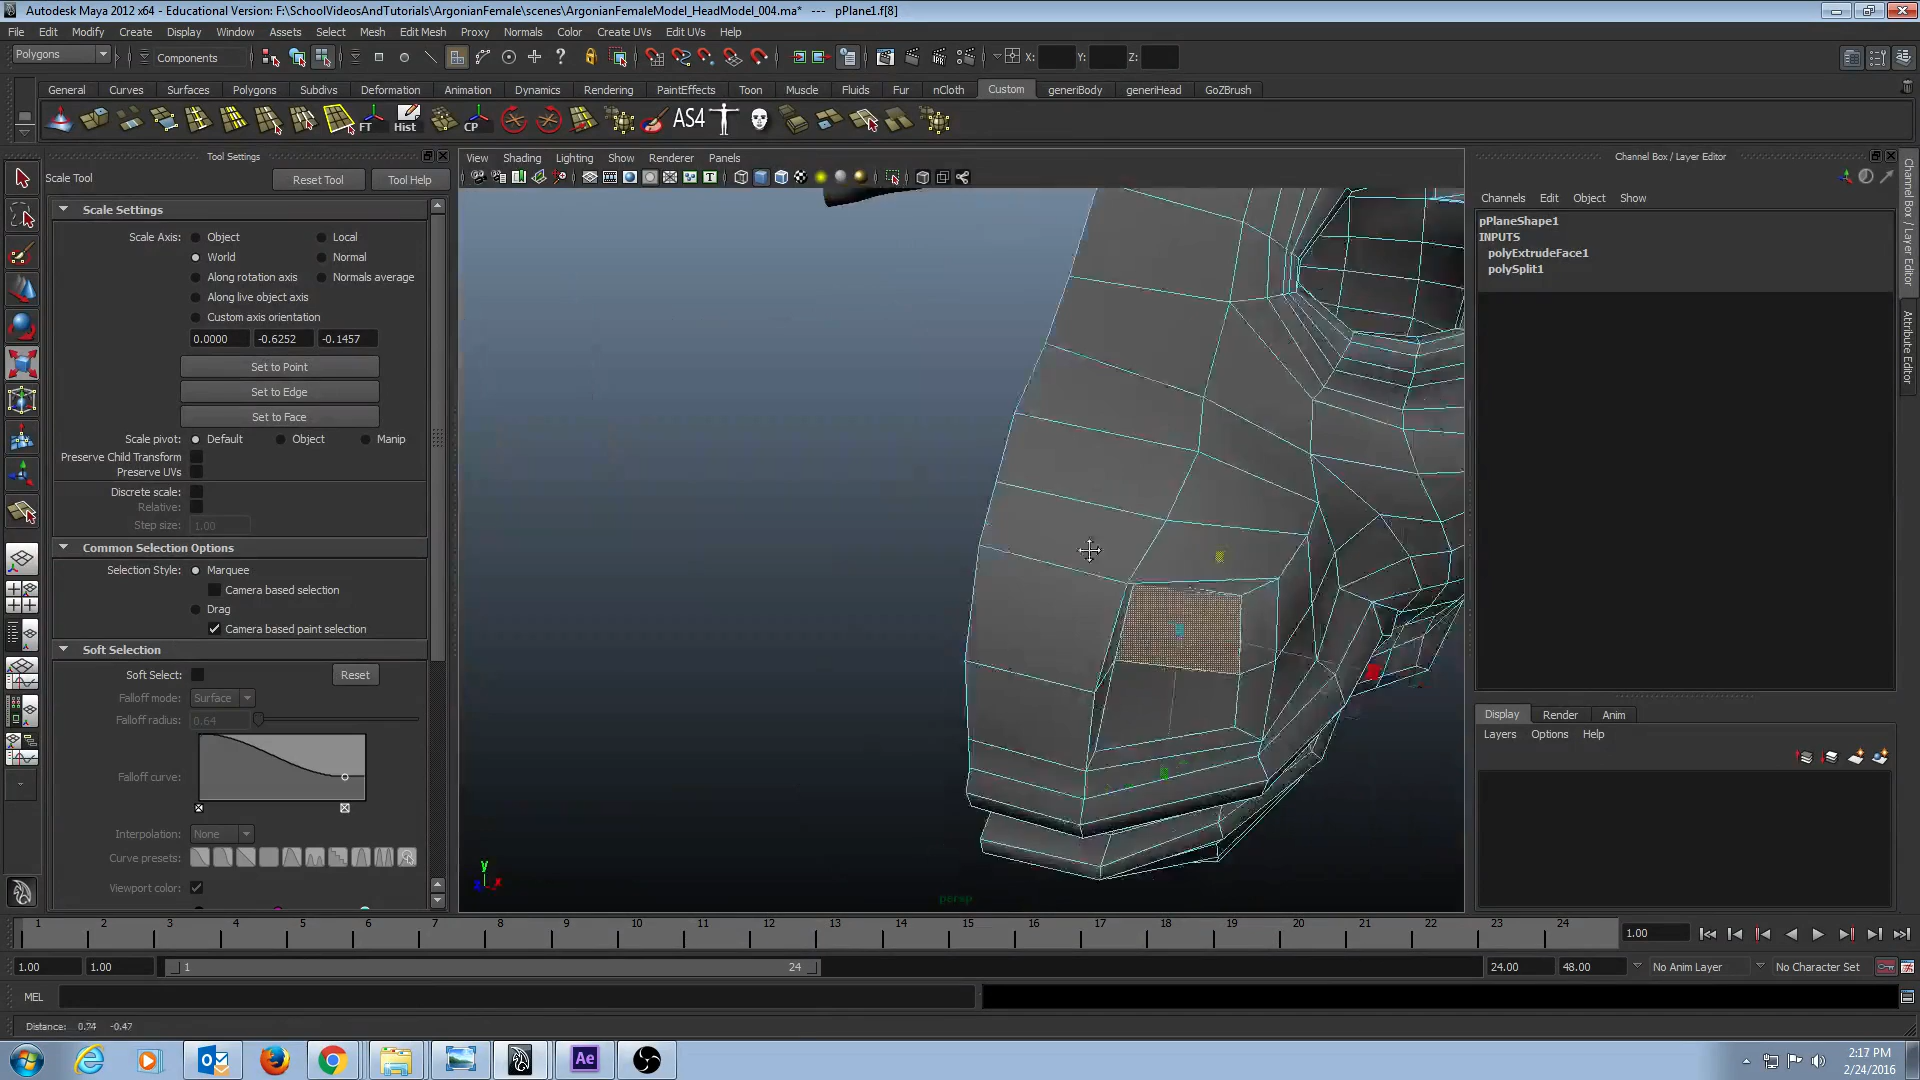 Autodesk Maya 2012 x64 - Educational Version: F:\SchoolVideosAndTutorials\ArgonianFemale\scenes\ArgonianFemaleModel_HeadModel_004.ma* --- pPlane1.f[8]
File Edit Modify Create Display Window Assets Select Mesh Edit Mesh Proxy Normals Color Create UVs Edit UVs Help
Polygons Components X: Y: Z:
General Curves Surfaces Polygons Subdivs Deformation Animation Dynamics Rendering PaintEffects Toon Muscle Fluids Fur nCloth Custom generiBody generiHead GoZBrush
FT Hist CP AS4
Tool Settings
Scale Tool Reset Tool Tool Help
Scale Settings
Scale Axis: Object Local
World Normal
Along rotation axis Normals average
Along live object axis
Custom axis orientation
0.0000 -0.6252 -0.1457
Set to Point
Set to Edge
Set to Face
Scale pivot: Default Object Manip
Preserve Child Transform
Preserve UVs
Discrete scale:
Relative:
Step size: 1.00
Common Selection Options
Selection Style: Marquee
Camera based selection
Drag
Camera based paint selection
Soft Selection
Soft Select: Reset
Falloff mode: Surface
Falloff radius: 0.64
Falloff curve:
Interpolation: None
Curve presets:
Viewport color:
View Shading Lighting Show Renderer Panels
persp
y
z x
Channel Box / Layer Editor
Channels Edit Object Show
pPlaneShape1
INPUTS
polyExtrudeFace1
polySplit1
Display Render Anim
Layers Options Help
Channel Box / Layer Editor
Attribute Editor
1 2 3 4 5 6 7 8 9 10 11 12 13 14 15 16 17 18 19 20 21 22 23 24 1.00
1.00 1.00 1 24 24.00 48.00 No Anim Layer No Character Set
MEL
Distance: 0.74 -0.47
Ae
2:17 PM
2/24/2016